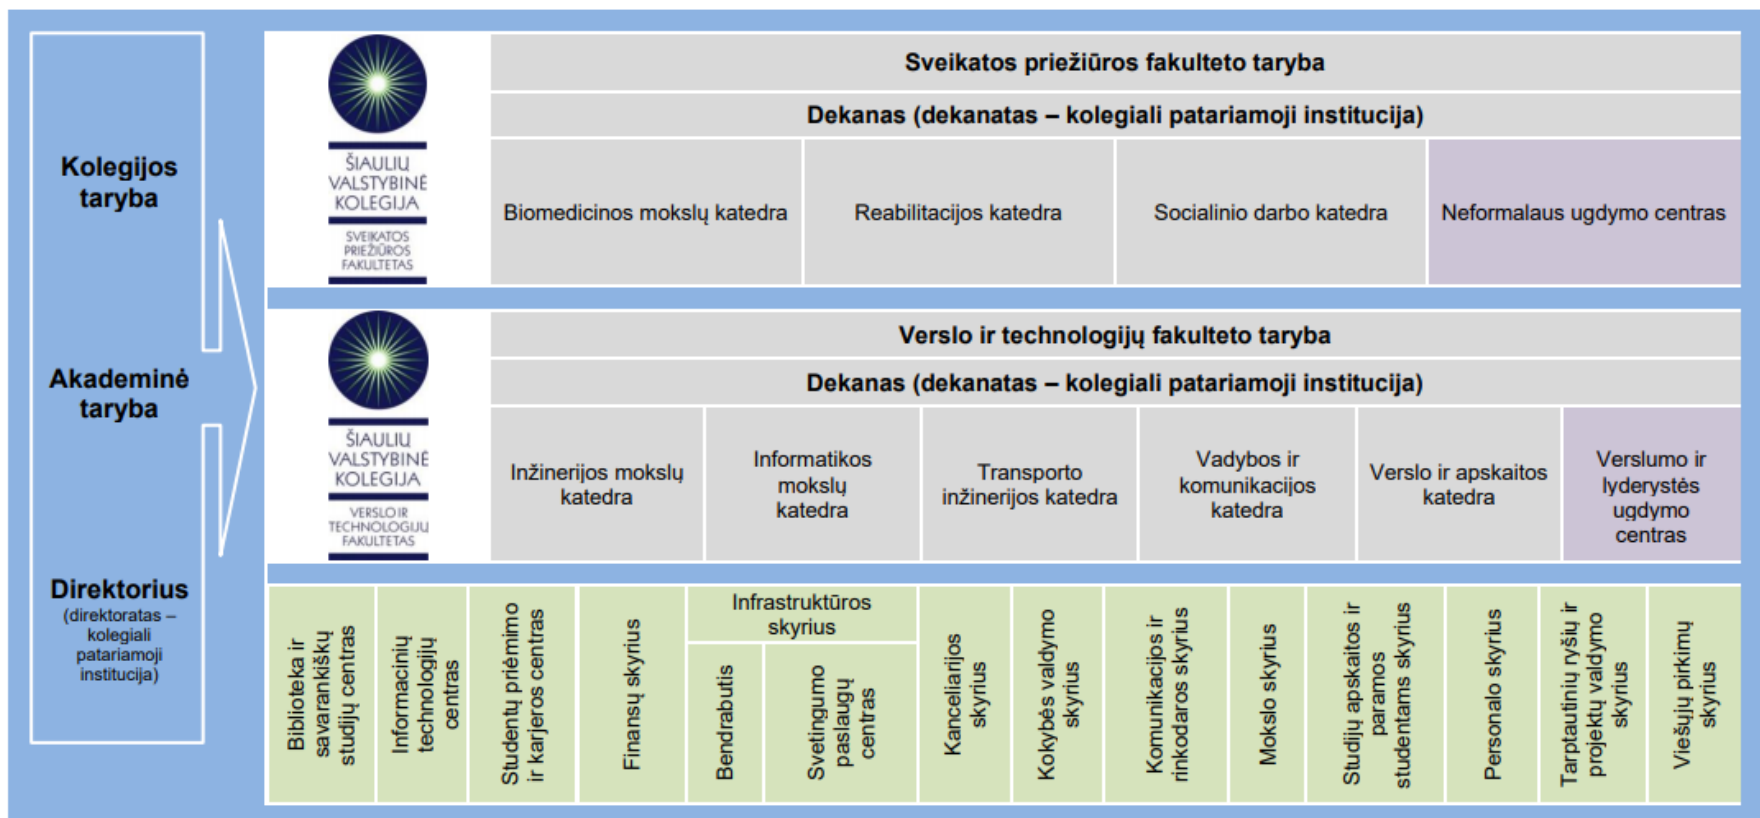 Kolegijos
taryba
Akademinė
taryba
Direktorius
(direktoratas –
kolegiali
patariamoji
institucija)
ŠIAULIŲ
VALSTYBINĖ
KOLEGIJA
SVEIKATOS
PRIEŽIŪROS
FAKULTETAS
Sveikatos priežiūros fakulteto taryba
Dekanas (dekanatas – kolegiali patariamoji institucija)
Biomedicinos mokslų katedra
Reabilitacijos katedra
Socialinio darbo katedra
Neformalaus ugdymo centras
ŠIAULIŲ
VALSTYBINĖ
KOLEGIJA
VERSLO IR
TECHNOLOGIJŲ
FAKULTETAS
Verslo ir technologijų fakulteto taryba
Dekanas (dekanatas – kolegiali patariamoji institucija)
Inžinerijos mokslų
katedra
Informatikos
mokslų
katedra
Transporto
inžinerijos katedra
Vadybos ir
komunikacijos
katedra
Verslo ir apskaitos
katedra
Verslumo ir
lyderystės
ugdymo
centras
Biblioteka ir
savarankiškų
studijų centras
Informacinių
technologijų
centras
Studentų priėmimo
ir karjeros centras
Finansų skyrius
Infrastruktūros
skyrius
Bendrabutis
Svetingumo
paslaugų
centras
Kanceliarijos
skyrius
Kokybės valdymo
skyrius
Komunikacijos ir
rinkodaros skyrius
Mokslo skyrius
Studijų apskaitos ir
paramos
studentams skyrius
Personalo skyrius
Tarptautinių ryšių ir
projektų valdymo
skyrius
Viešųjų pirkimų
skyrius